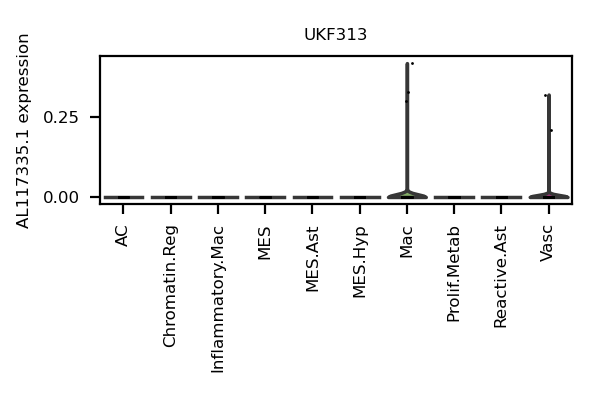 UKF313
AL117335.1 expression
0.25
0.00
AC
Chromatin.Reg
Inflammatory.Mac
MES
MES.Ast
MES.Hyp
Mac
Prolif.Metab
Reactive.Ast
Vasc